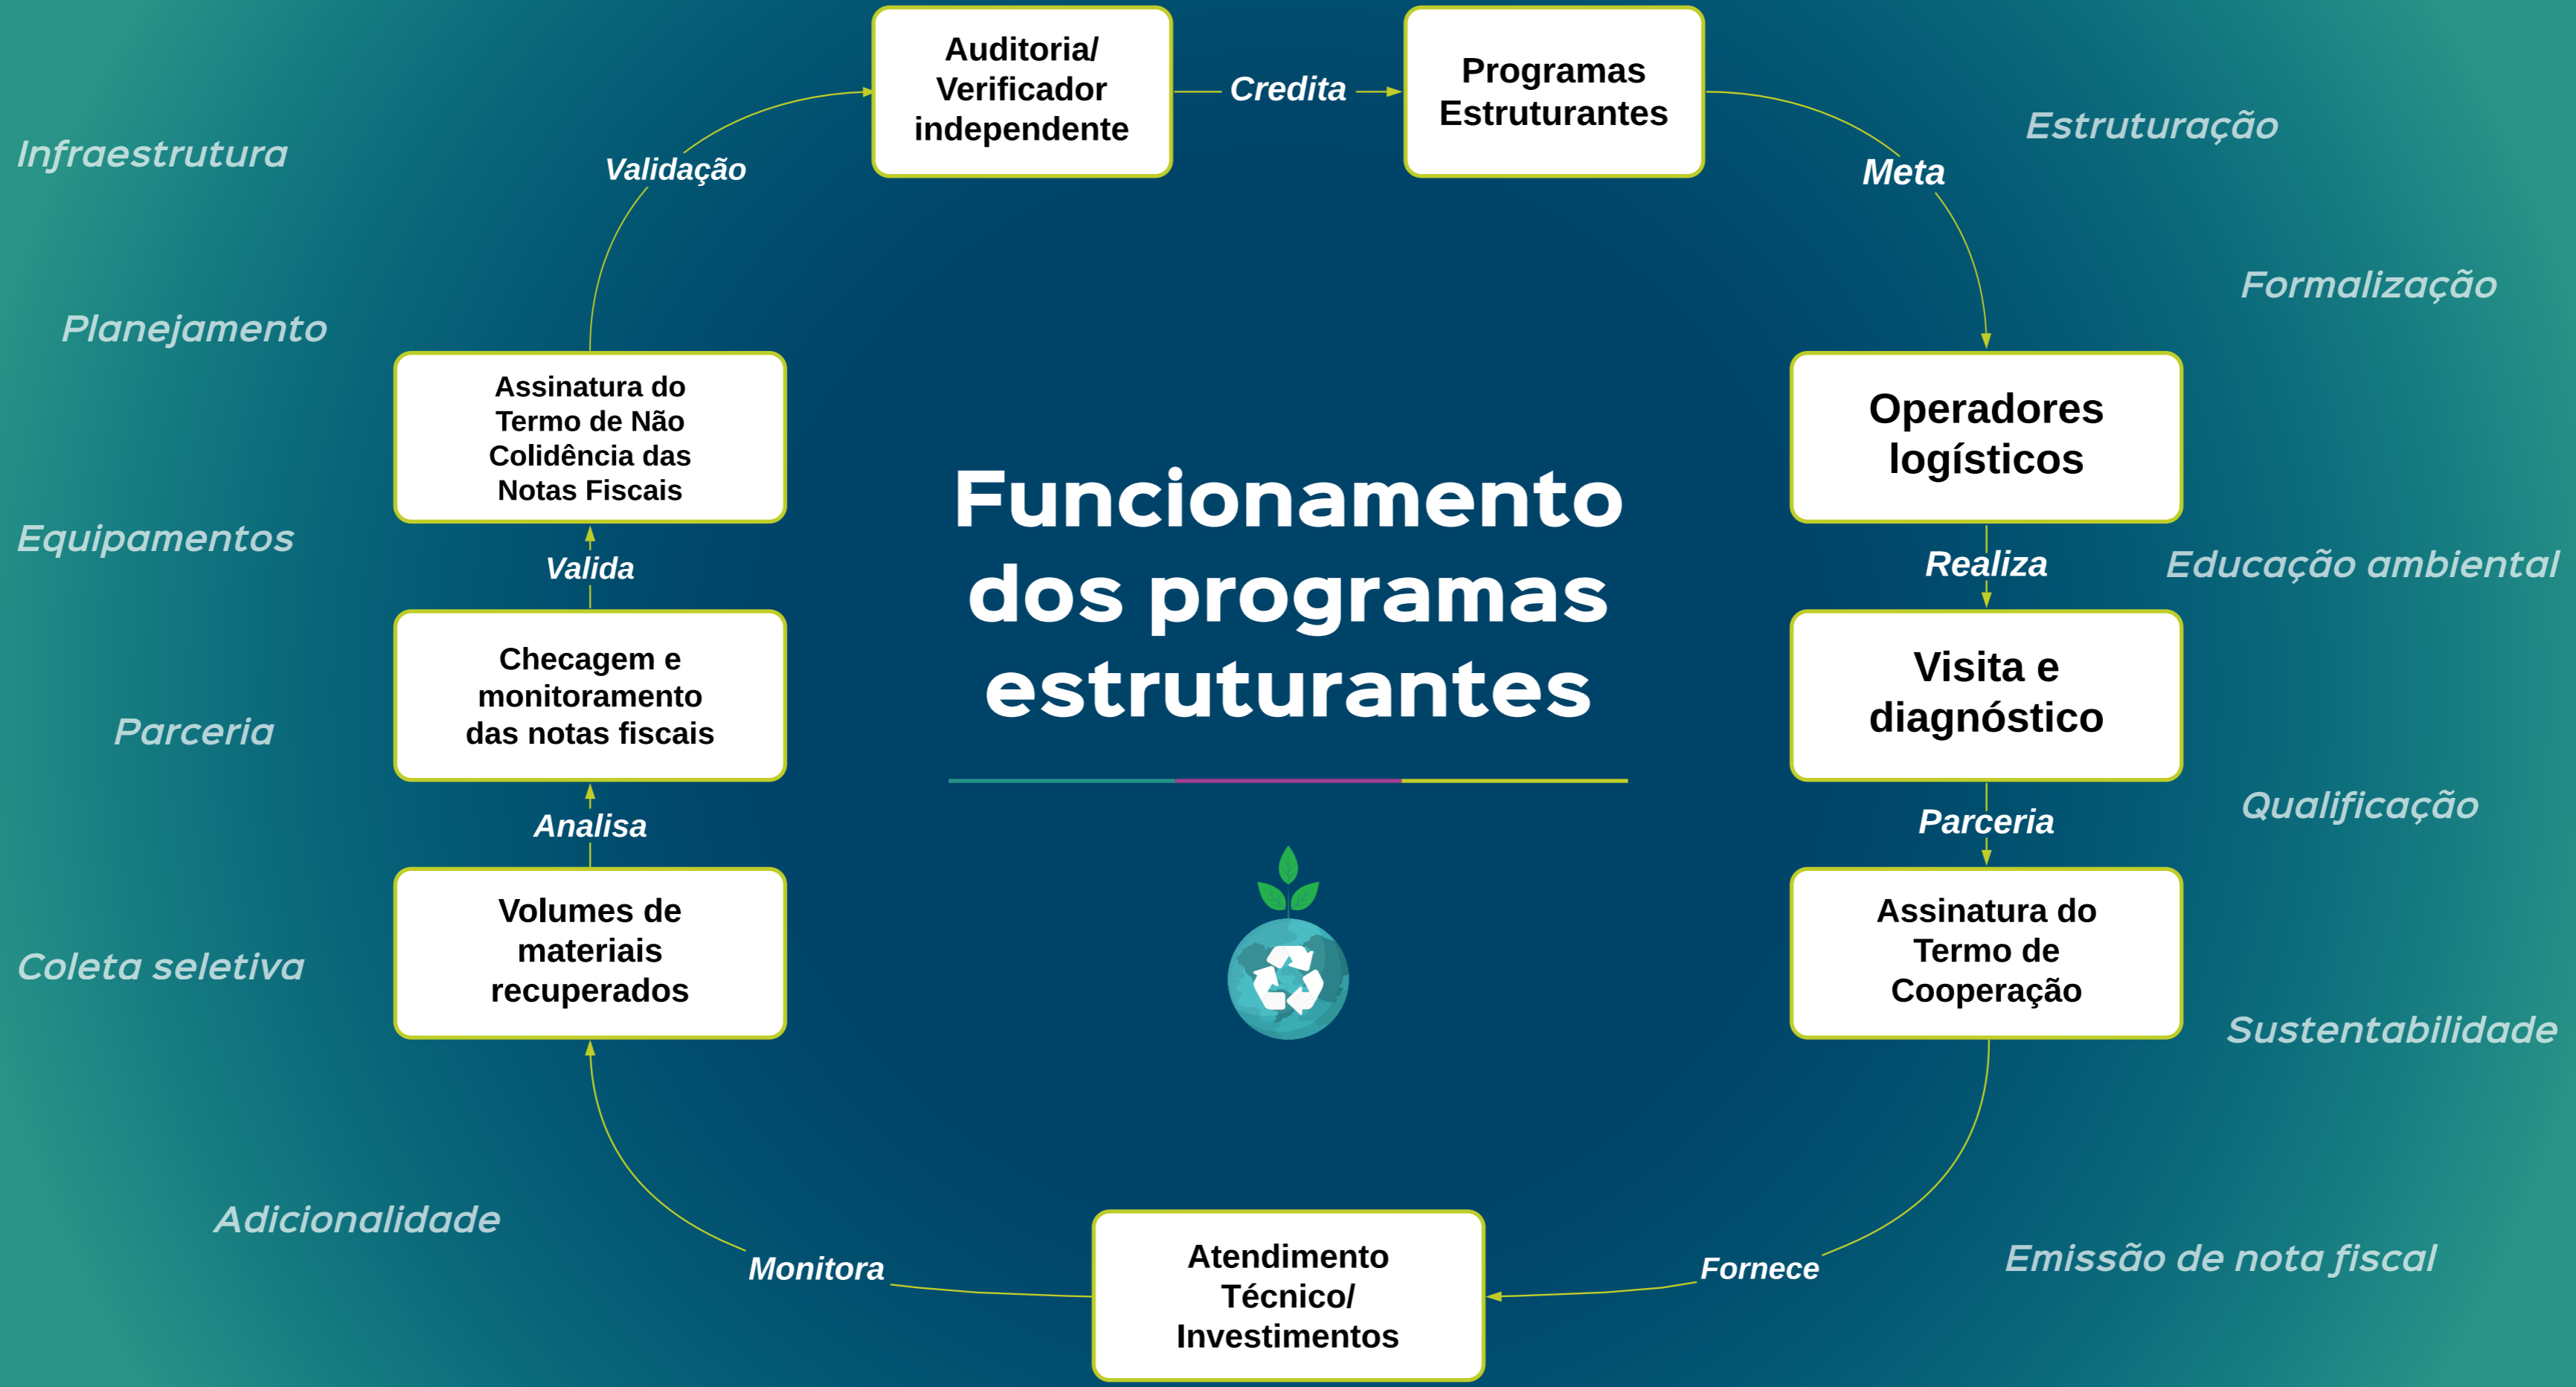 Auditoria/
Verificador
independente
Credita
Programas
Estruturantes
Validação
Meta
Infraestrutura
Planejamento
Equipamentos
Parceria
Coleta seletiva
Adicionalidade
Estruturação
Formalização
Educação ambiental
Qualificação
Sustentabilidade
Emissão de nota fiscal
Assinatura do
Termo de Não
Colidência das
Notas Fiscais
Valida
Checagem e
monitoramento
das notas fiscais
Analisa
Volumes de
materiais
recuperados
Funcionamento
dos programas
estruturantes
Operadores
logísticos
Realiza
Visita e
diagnóstico
Parceria
Assinatura do
Termo de
Cooperação
Monitora
Atendimento
Técnico/
Investimentos
Fornece